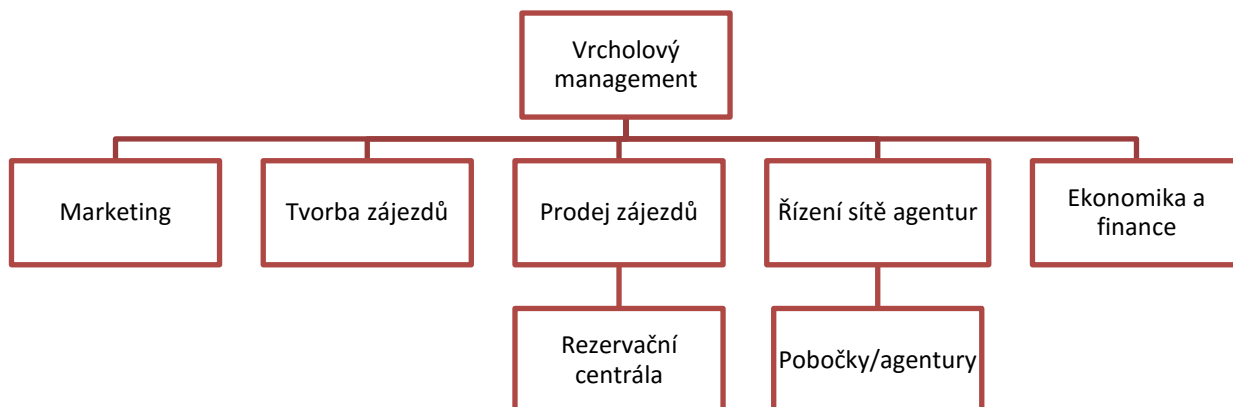 Vrcholový
management
Marketing
Tvorba zájezdů
Prodej zájezdů
Řízení sítě agentur
Ekonomika a
finance
Rezervační
centrála
Pobočky/agentury